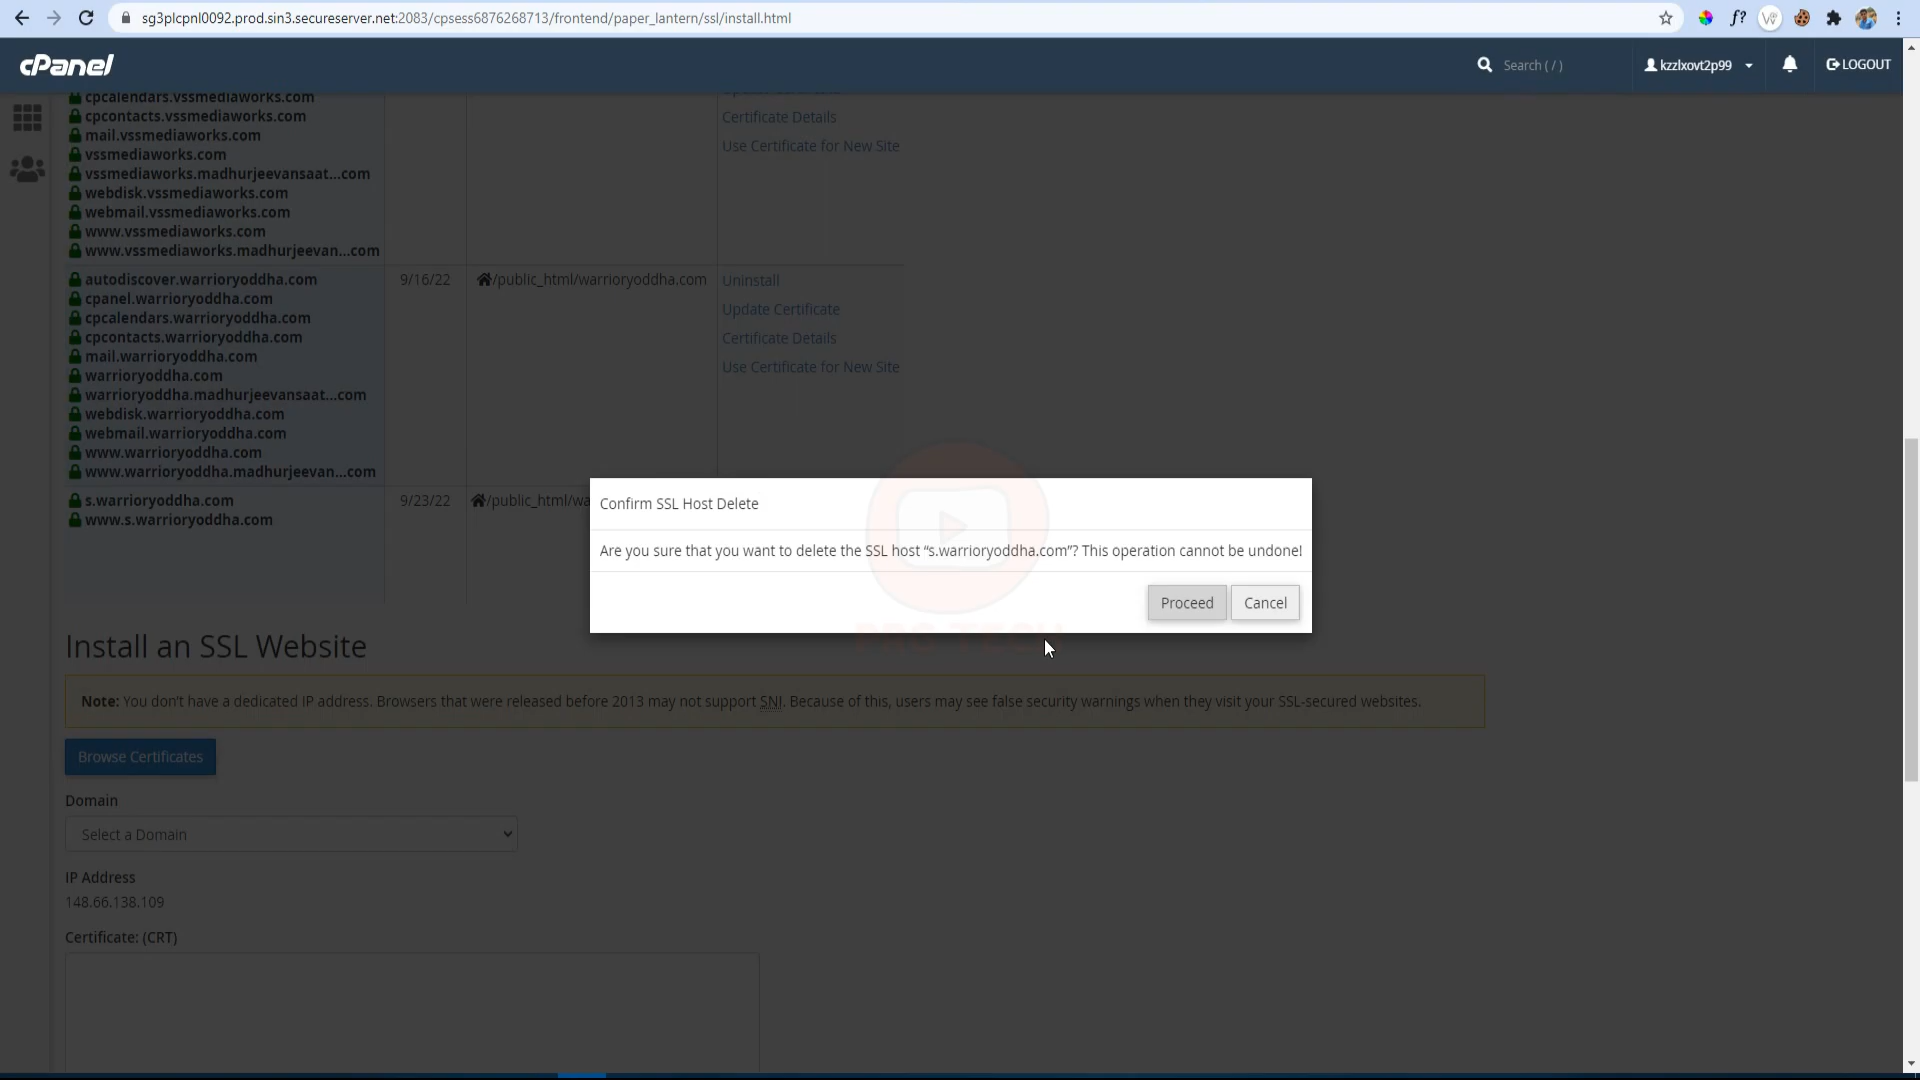 sg3plcpnl0092.prod.sin3.secureserver.net:2083/cpsess6876268713/frontend/paper_lantern/ssl/install.html
cPanel
Search ( / )
kzzlxovt2p99
LOGOUT
cpcalendars.vssmediaworks.com
cpcontacts.vssmediaworks.com
Certificate Details
mail.vssmediaworks.com
vssmediaworks.com
Use Certificate for New Site
vssmediaworks.madhurjeevansaat...com
webdisk.vssmediaworks.com
webmail.vssmediaworks.com
www.vssmediaworks.com
www.vssmediaworks.madhurjeevan...com
autodiscover.warrioryoddha.com
9/16/22
/public_html/warrioryoddha.com
Uninstall
cpanel.warrioryoddha.com
Update Certificate
cpcalendars.warrioryoddha.com
cpcontacts.warrioryoddha.com
Certificate Details
mail.warrioryoddha.com
warrioryoddha.com
Use Certificate for New Site
warrioryoddha.madhurjeevansaat...com
webdisk.warrioryoddha.com
webmail.warrioryoddha.com
www.warrioryoddha.com
www.warrioryoddha.madhurjeevan...com
s.warrioryoddha.com
9/23/22
/public_html/wa
www.s.warrioryoddha.com
Confirm SSL Host Delete
Are you sure that you want to delete the SSL host “s.warrioryoddha.com”? This operation cannot be undone!
Proceed
Cancel
PRO TECH
Install an SSL Website
Note: You don’t have a dedicated IP address. Browsers that were released before 2013 may not support SNI. Because of this, users may see false security warnings when they visit your SSL-secured websites.
Browse Certificates
Domain
Select a Domain
IP Address
148.66.138.109
Certificate: (CRT)